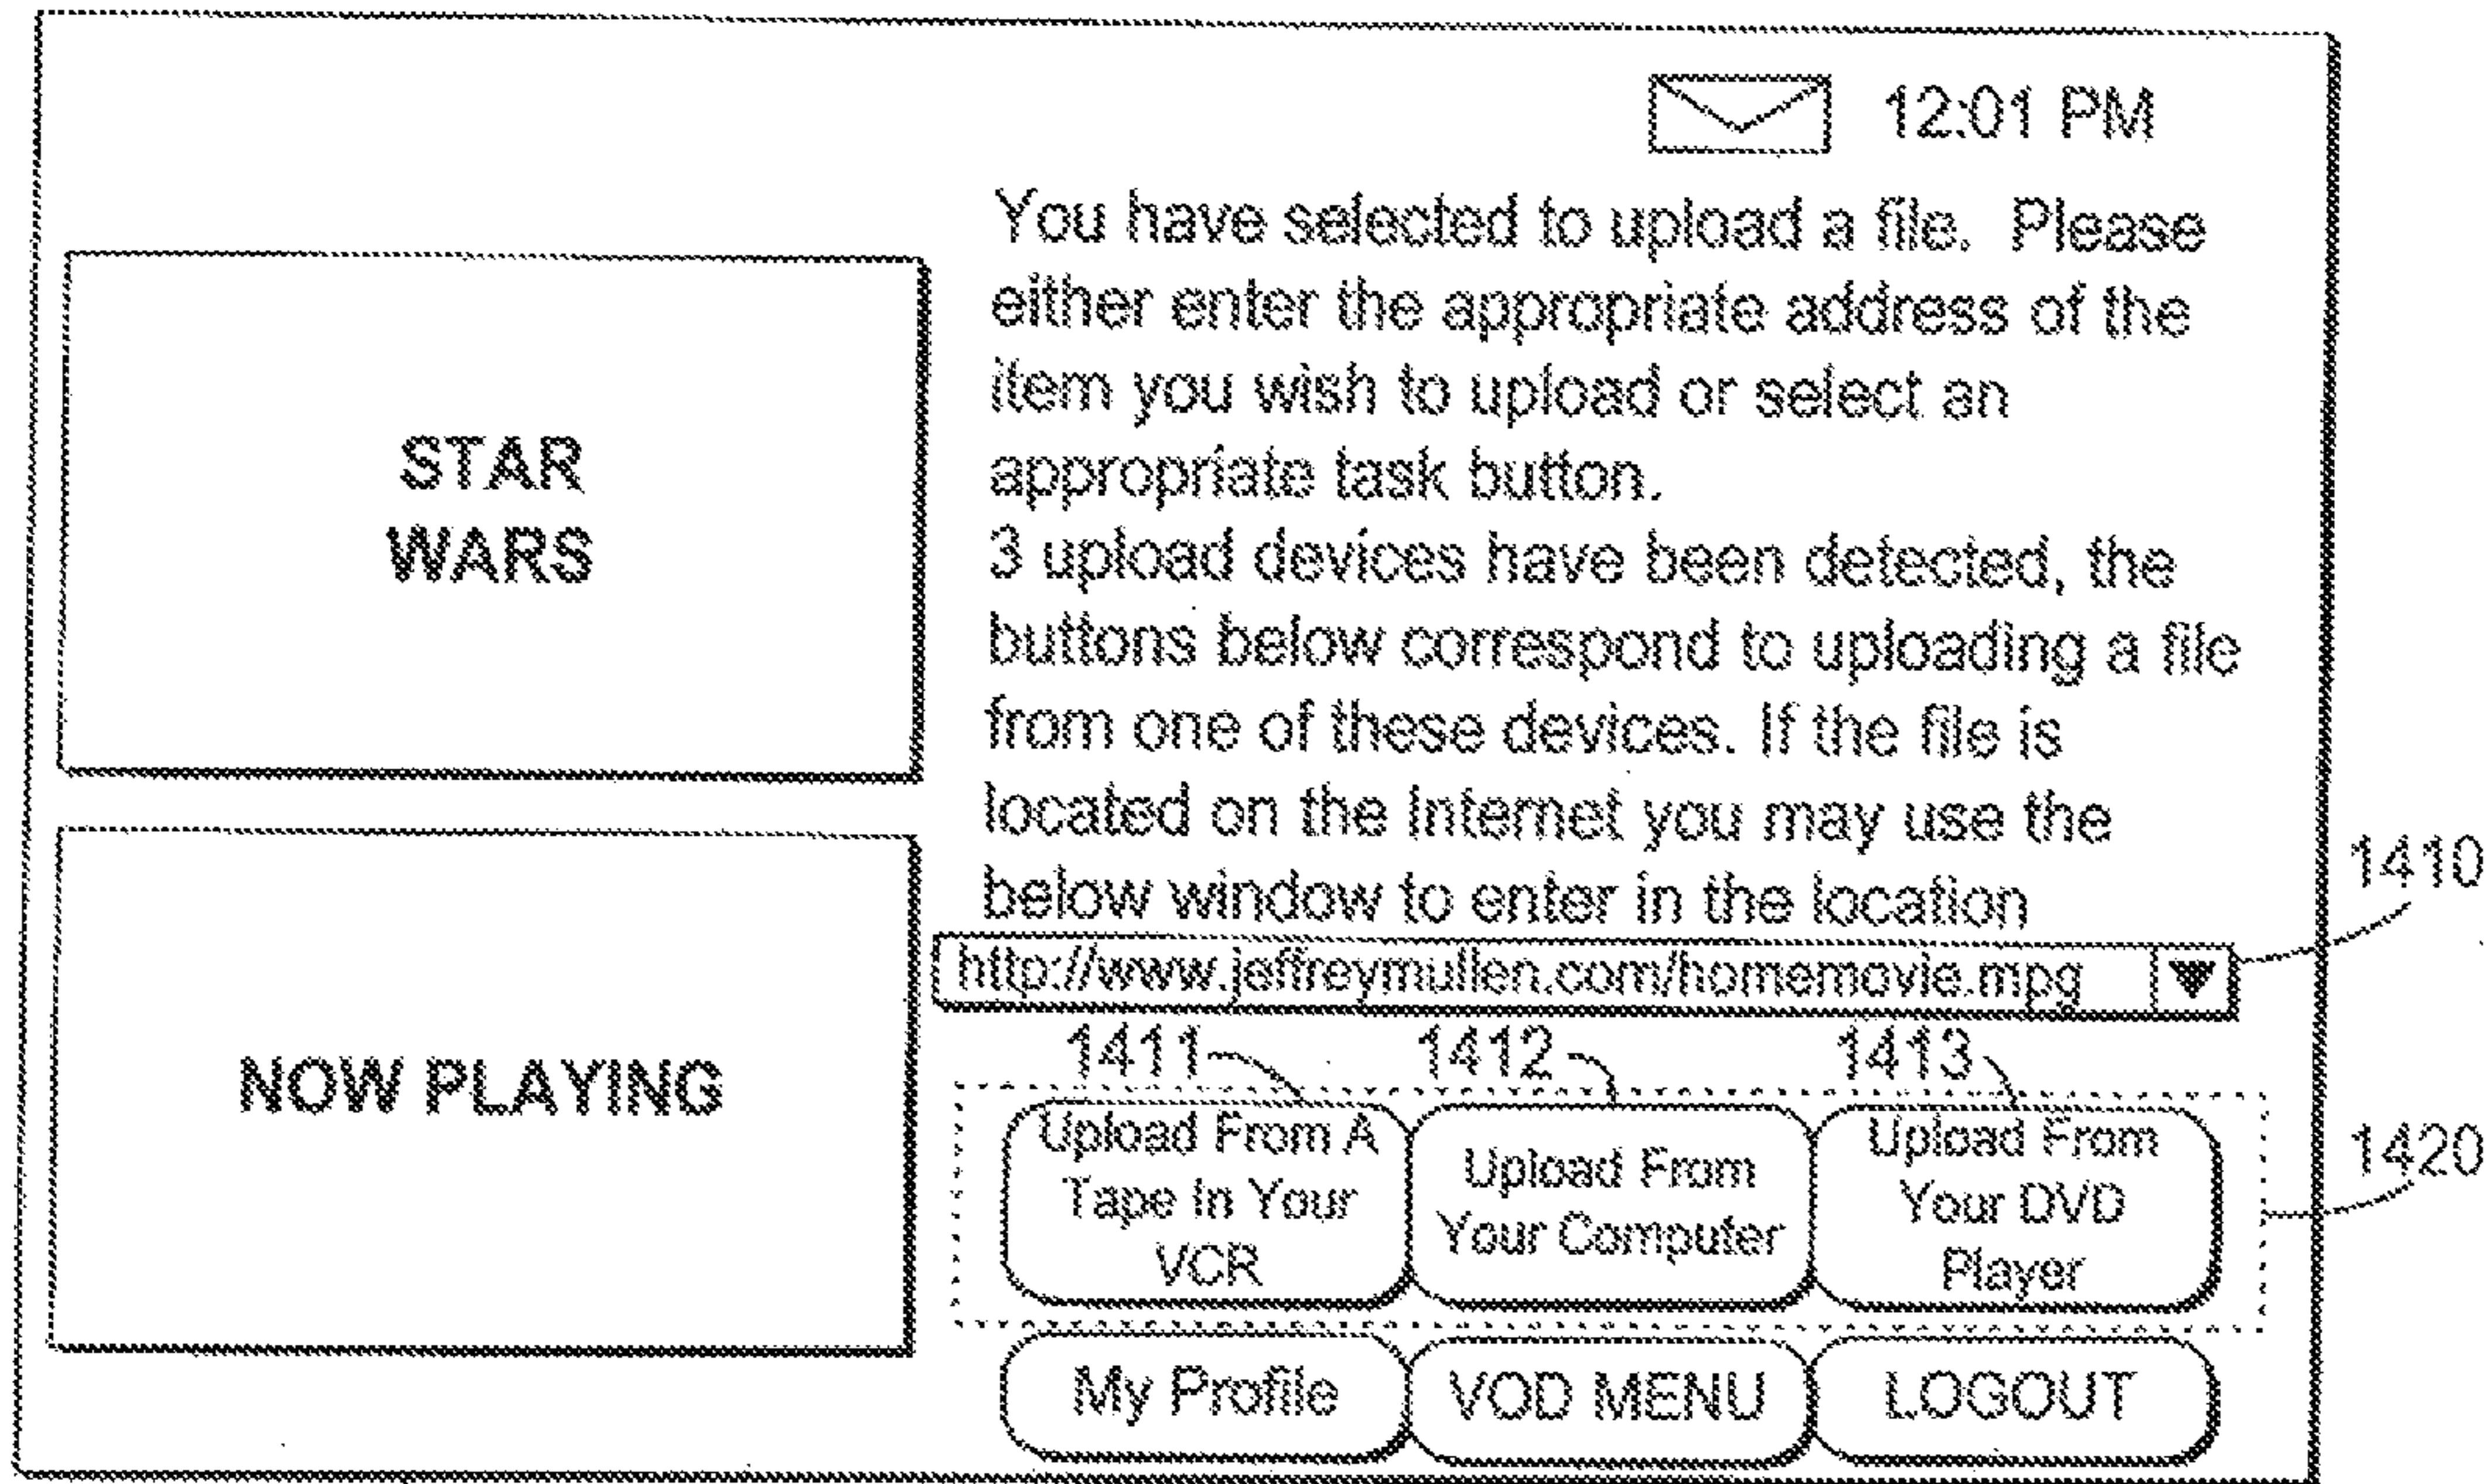 12:01 PM
You have selected to upload a file. Please
either enter the appropriate address of the
item you wish to upload or select an
appropriate task button.
3 upload devices have been detected, the
buttons below correspond to uploading a file
from one of these devices. If the file is
located on the Internet you may use the
below window to enter in the location
http://www.jeffreymullen.com/homemovie.mpg
STAR
WARS
NOW PLAYING
1410
1411
1412
1413
1420
Upload From A
Tape In Your
VCR
Upload From
Your Computer
Upload From
Your DVD
Player
My Profile
VOD MENU
LOGOUT